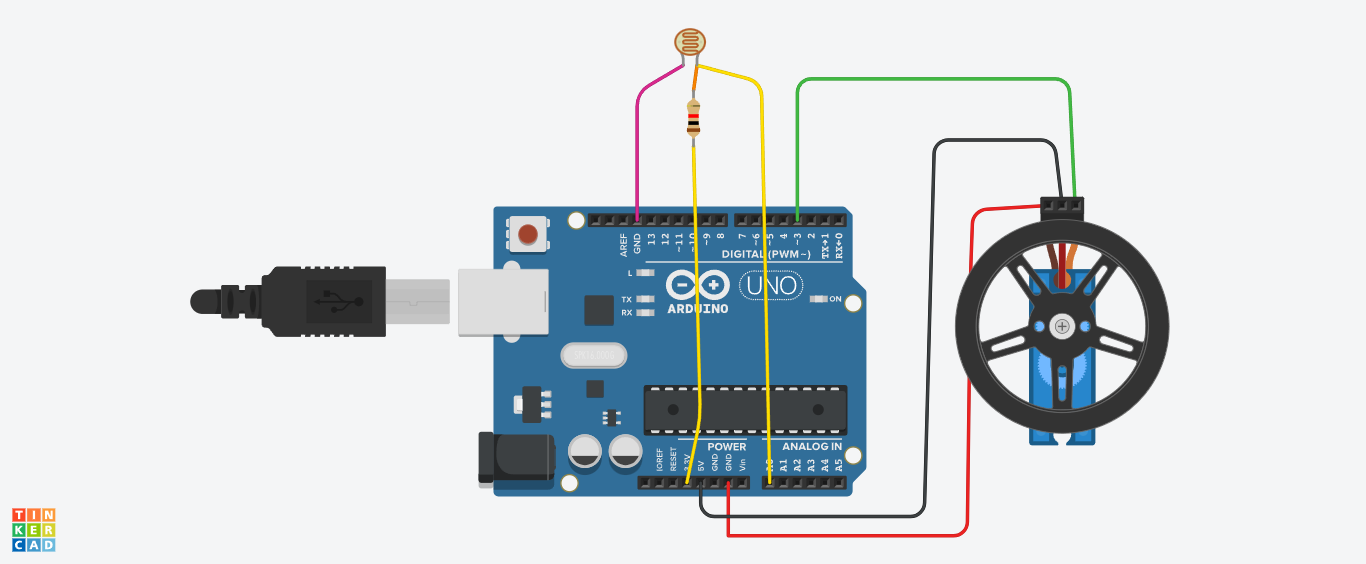 AREF
GND
13
12
~11
~10
~9
8
7
~6
~5
4
~3
2
TX→1
RX←0
DIGITAL (PWM~)
L
TX
RX
ARDUINO
UNO
ON
POWER
ANALOG IN
IOREF
RESET
3.3V
5V
GND
GND
Vin
A1
A2
A3
A4
A5
TIN
KER
CAD